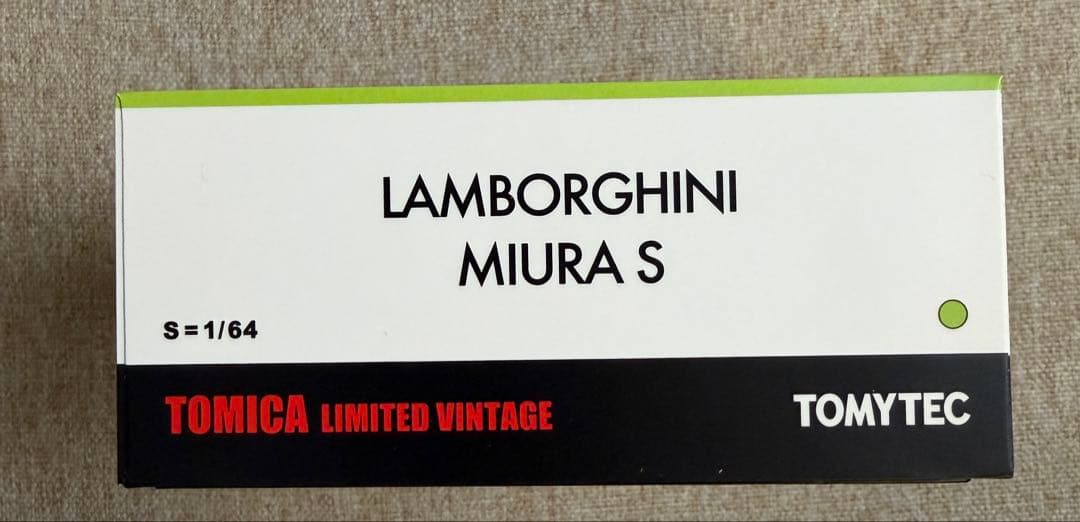 LAMBORGHINI
MIURA S
S=1/64
TOMICA LIMITED VINTAGE
TOMYTEC